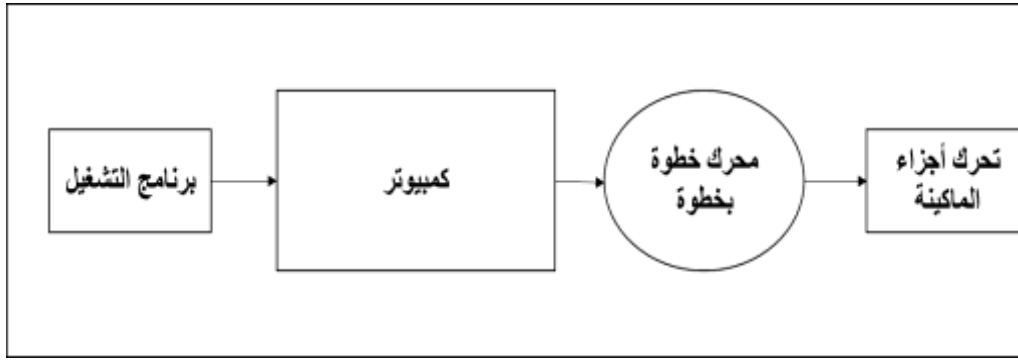 برنامج التشغيل
كمبيوتر
محرك خطوة
بخطوة
تحرك أجزاء
الماكينة